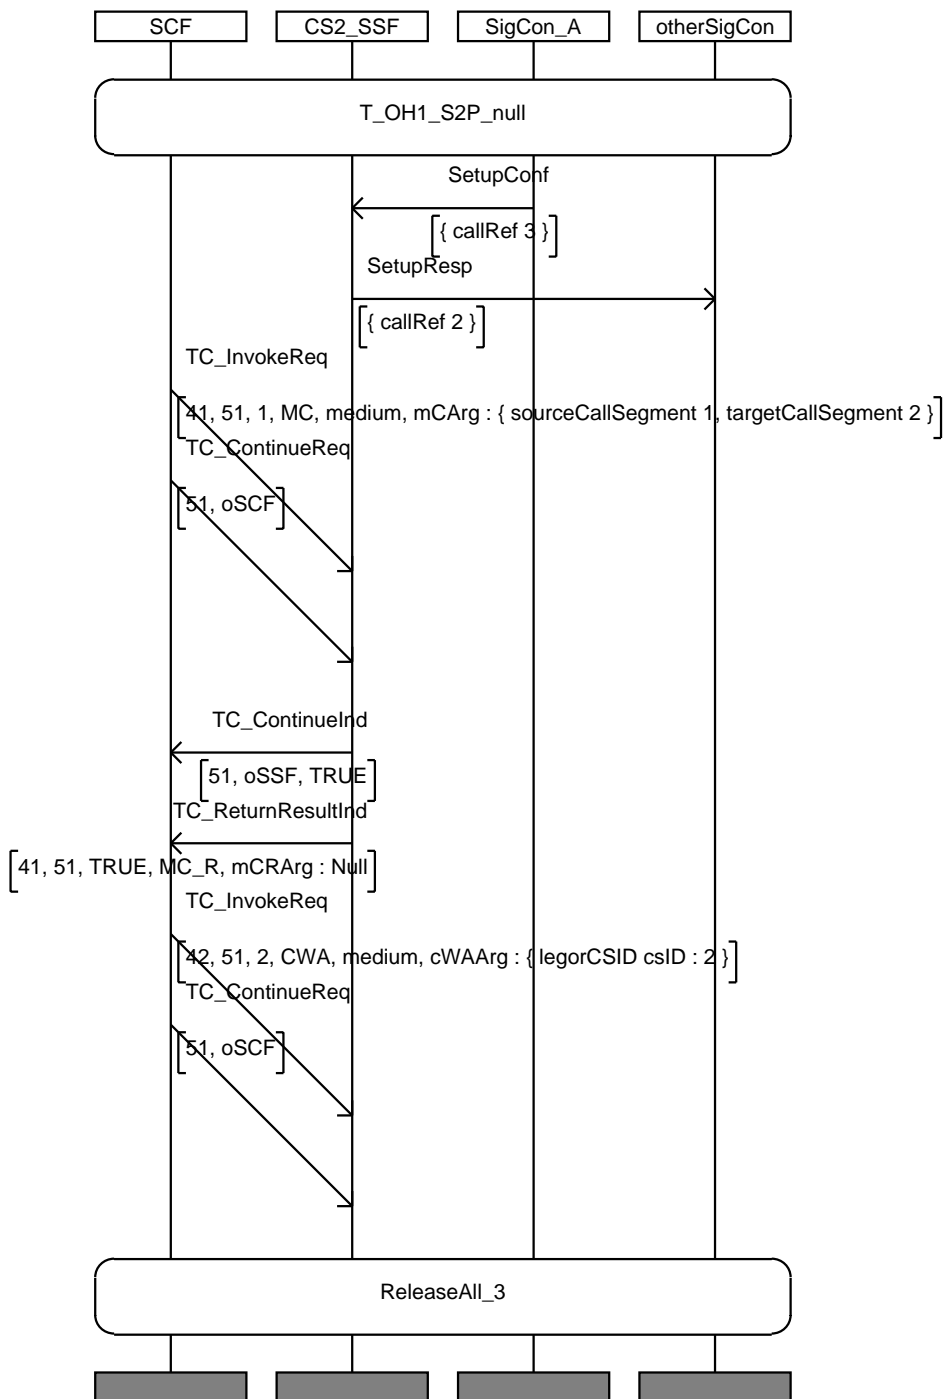 SCF CS2_SSF SigCon_A otherSigCon
T_OH1_S2P_null
SetupConf
{ callRef 3 }
SetupResp
{ callRef 2 }
TC_InvokeReq
41, 51, 1, MC, medium, mCArg : { sourceCallSegment 1, targetCallSegment 2 }
TC_ContinueReq
51, oSCF
TC_ContinueInd
51, oSSF, TRUE
TC_ReturnResultInd
41, 51, TRUE, MC_R, mCRArg : Null
TC_InvokeReq
42, 51, 2, CWA, medium, cWAArg : { legorCSID csID : 2 }
TC_ContinueReq
51, oSCF
ReleaseAll_3